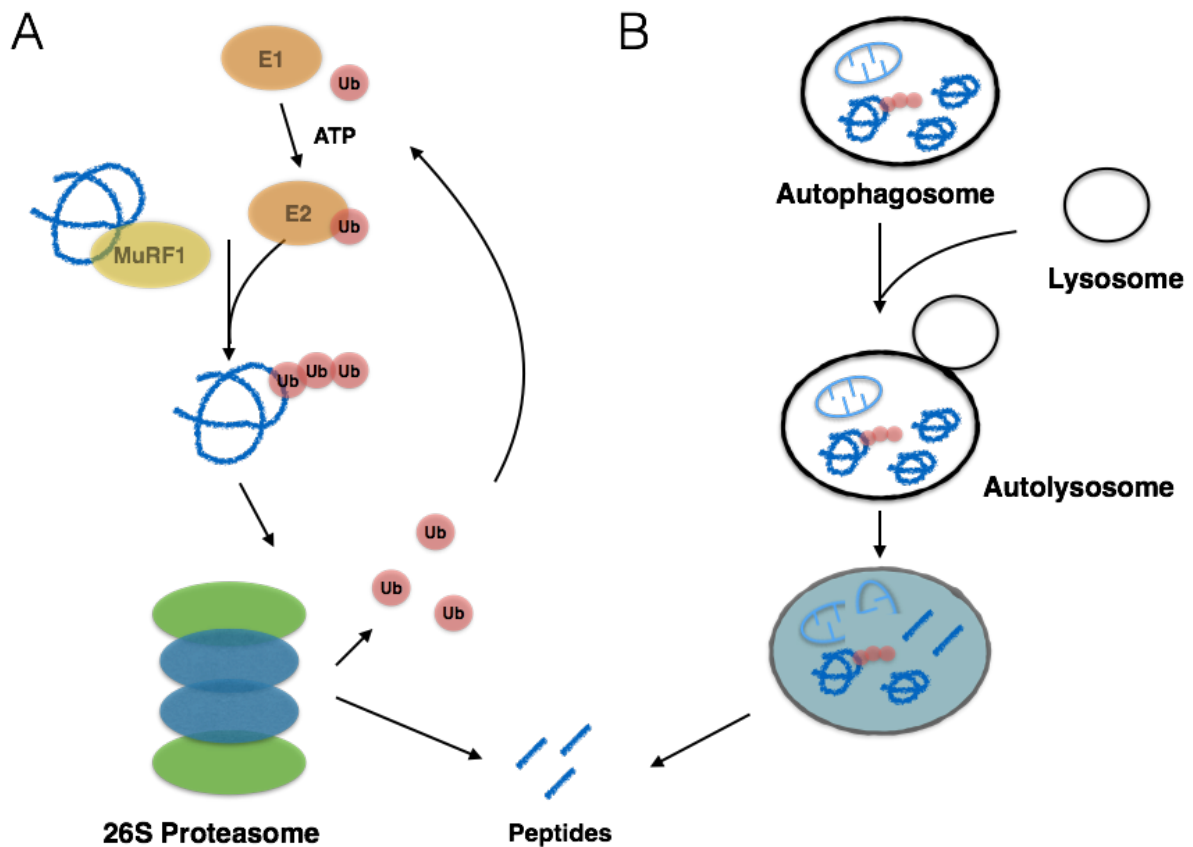 A
E1
Ub
ATP
E2
Ub
MuRF1
Ub Ub Ub
Ub
Ub
Ub
26S Proteasome
Peptides
B
Autophagosome
Lysosome
Autolysosome